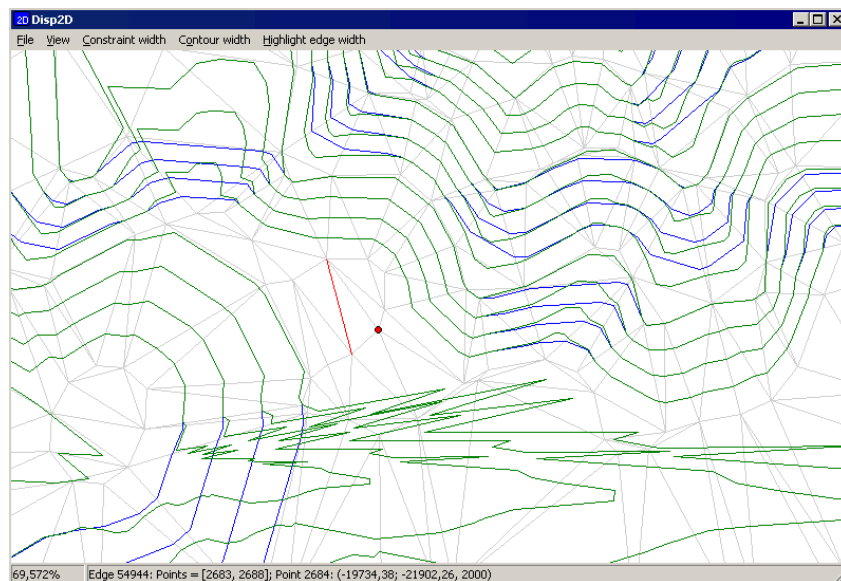 2D Disp2D
File View Constraint width Contour width Highlight edge width
69,572% Edge 54944: Points = [2683, 2688]; Point 2684: (-19734,38; -21902,26, 2000)